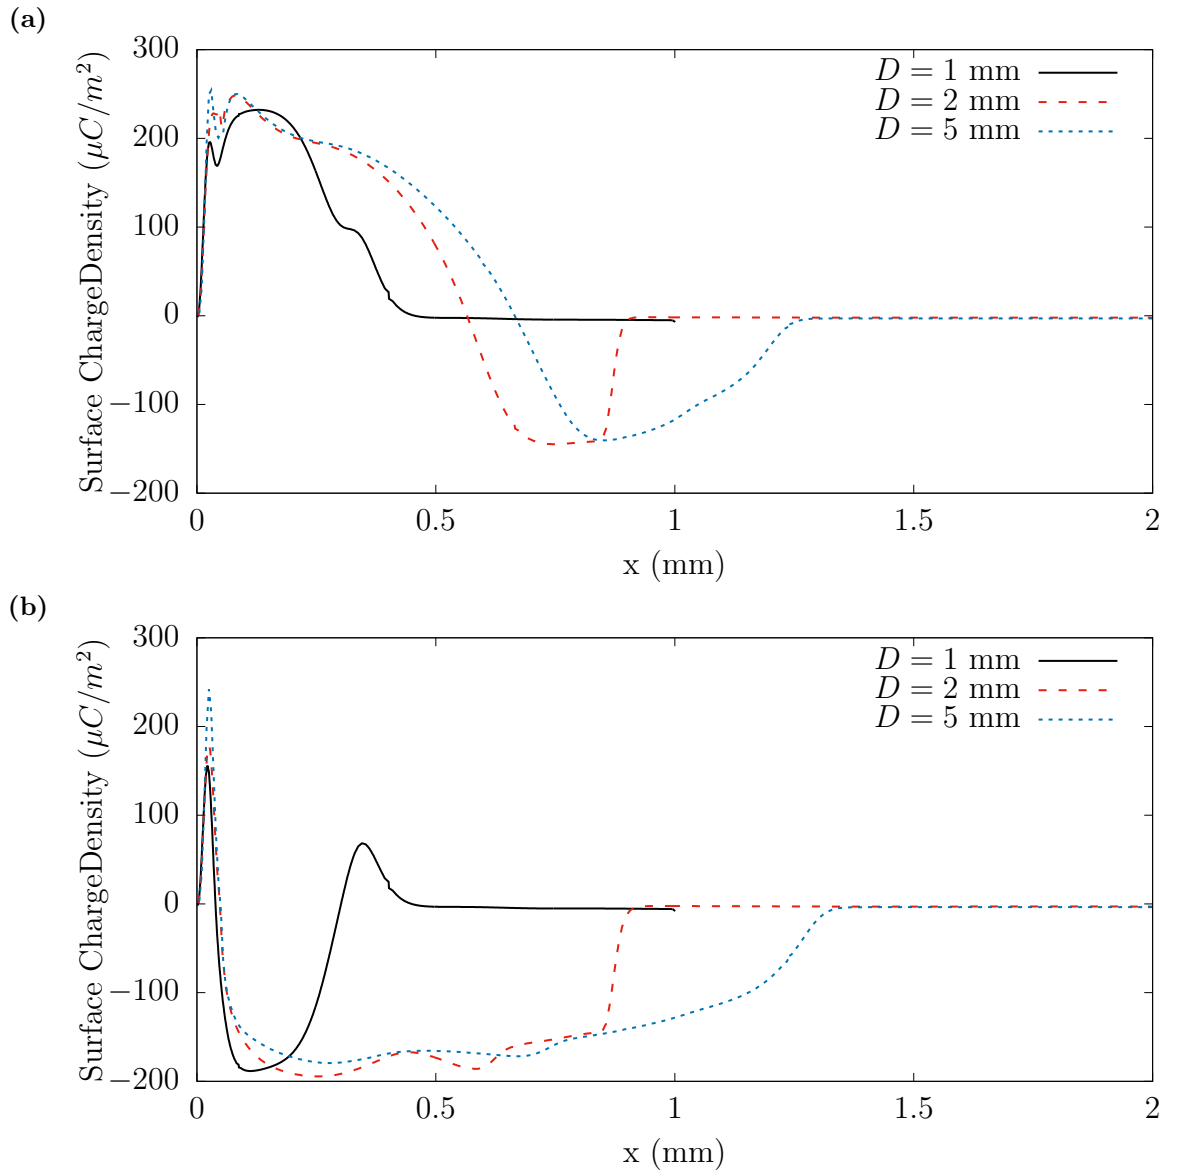 (a)
Surface ChargeDensity (μC/m²)
300
200
100
0
−100
−200
D = 1 mm
D = 2 mm
D = 5 mm
0 0.5 1 1.5 2
x (mm)
(b)
Surface ChargeDensity (μC/m²)
300
200
100
0
−100
−200
D = 1 mm
D = 2 mm
D = 5 mm
0 0.5 1 1.5 2
x (mm)